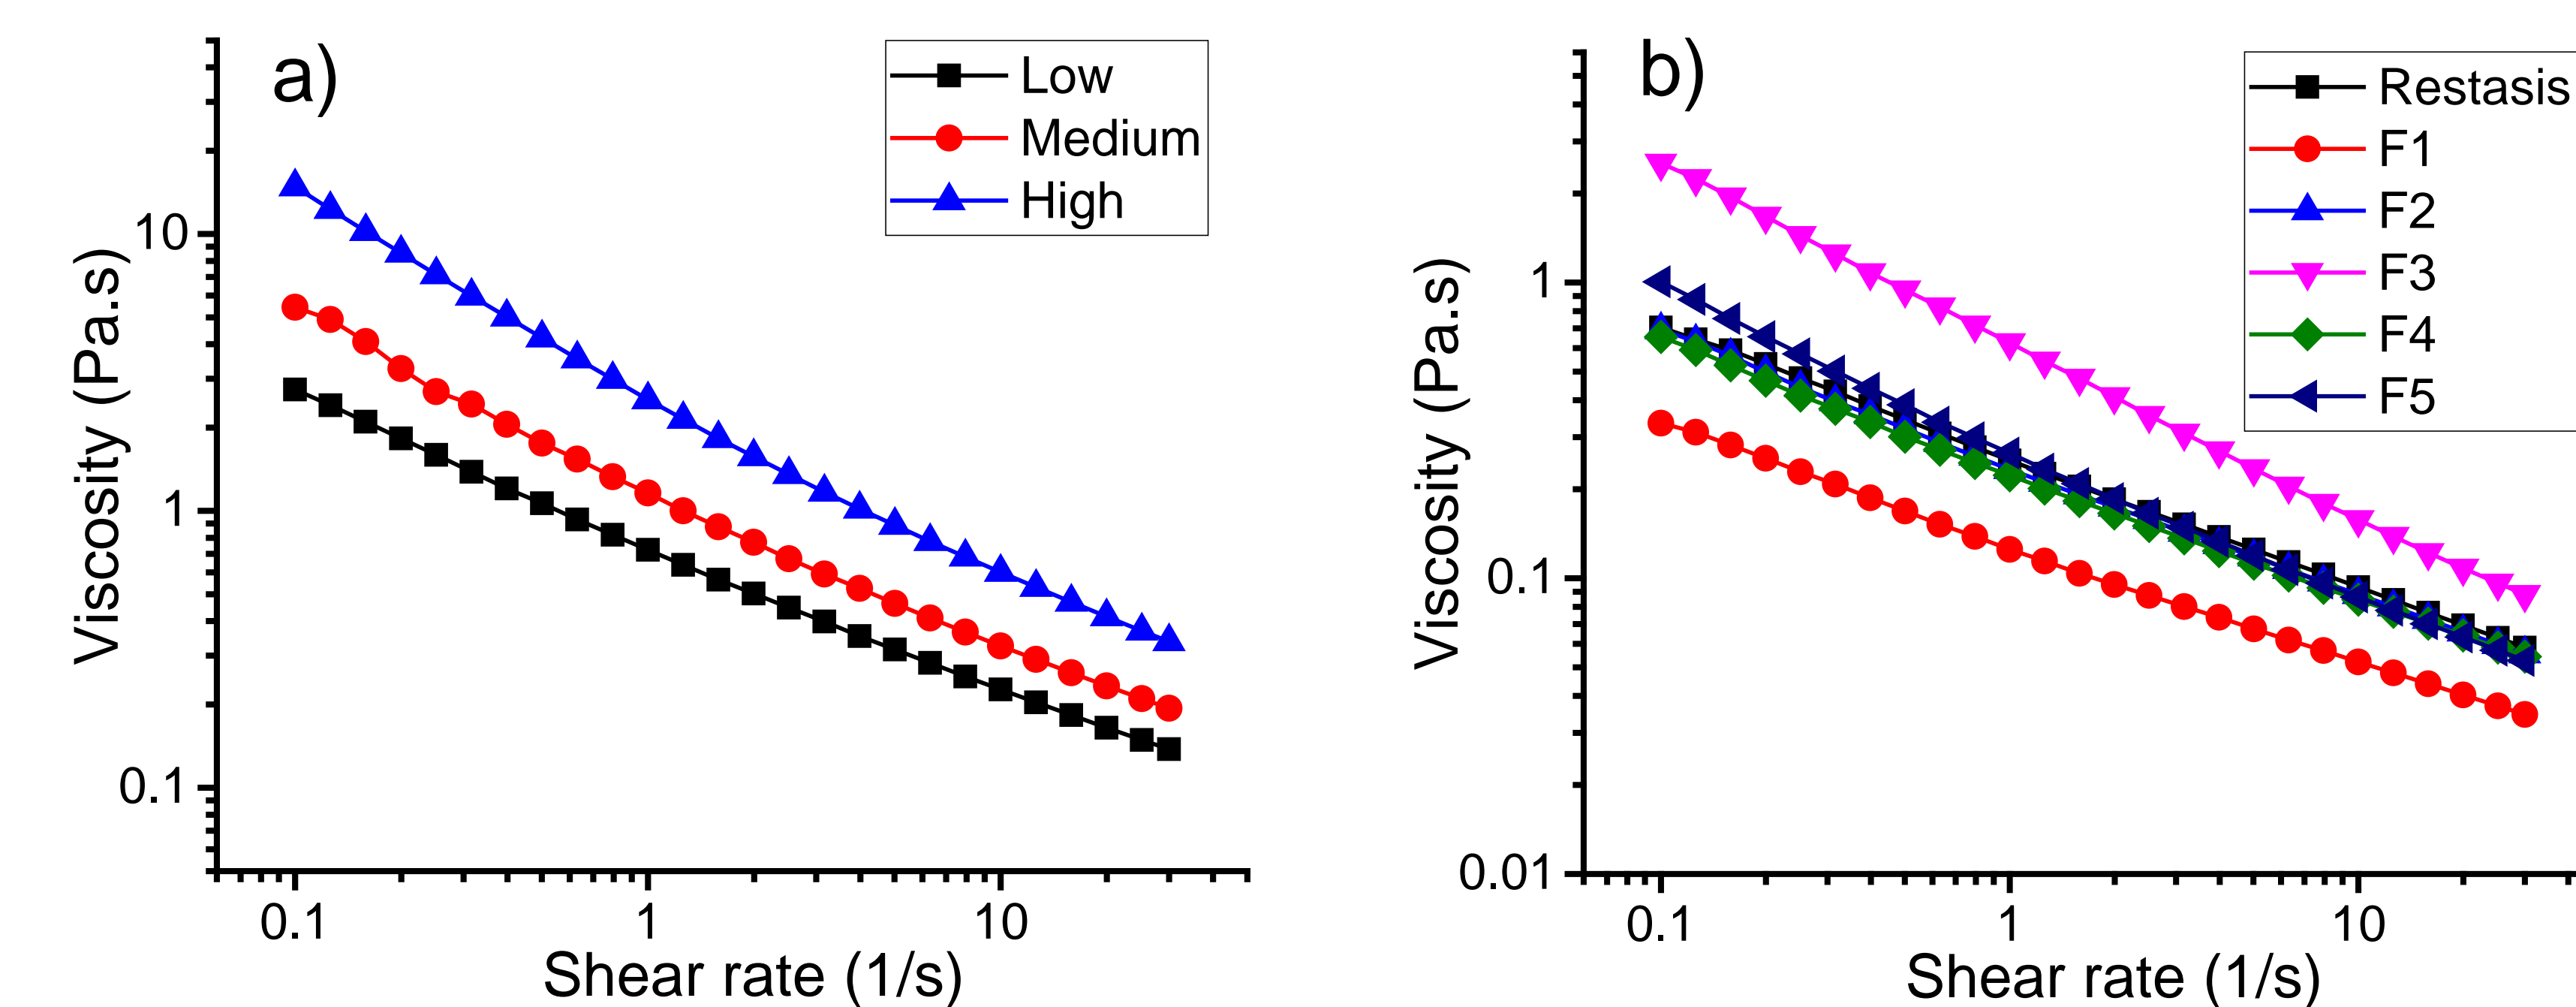 a)
Low
Medium
High
10
1
0.1
Viscosity (Pa.s)
0.1
1
10
Shear rate (1/s)
b)
Restasis
F1
F2
F3
F4
F5
1
0.1
0.01
Viscosity (Pa.s)
0.1
1
10
Shear rate (1/s)